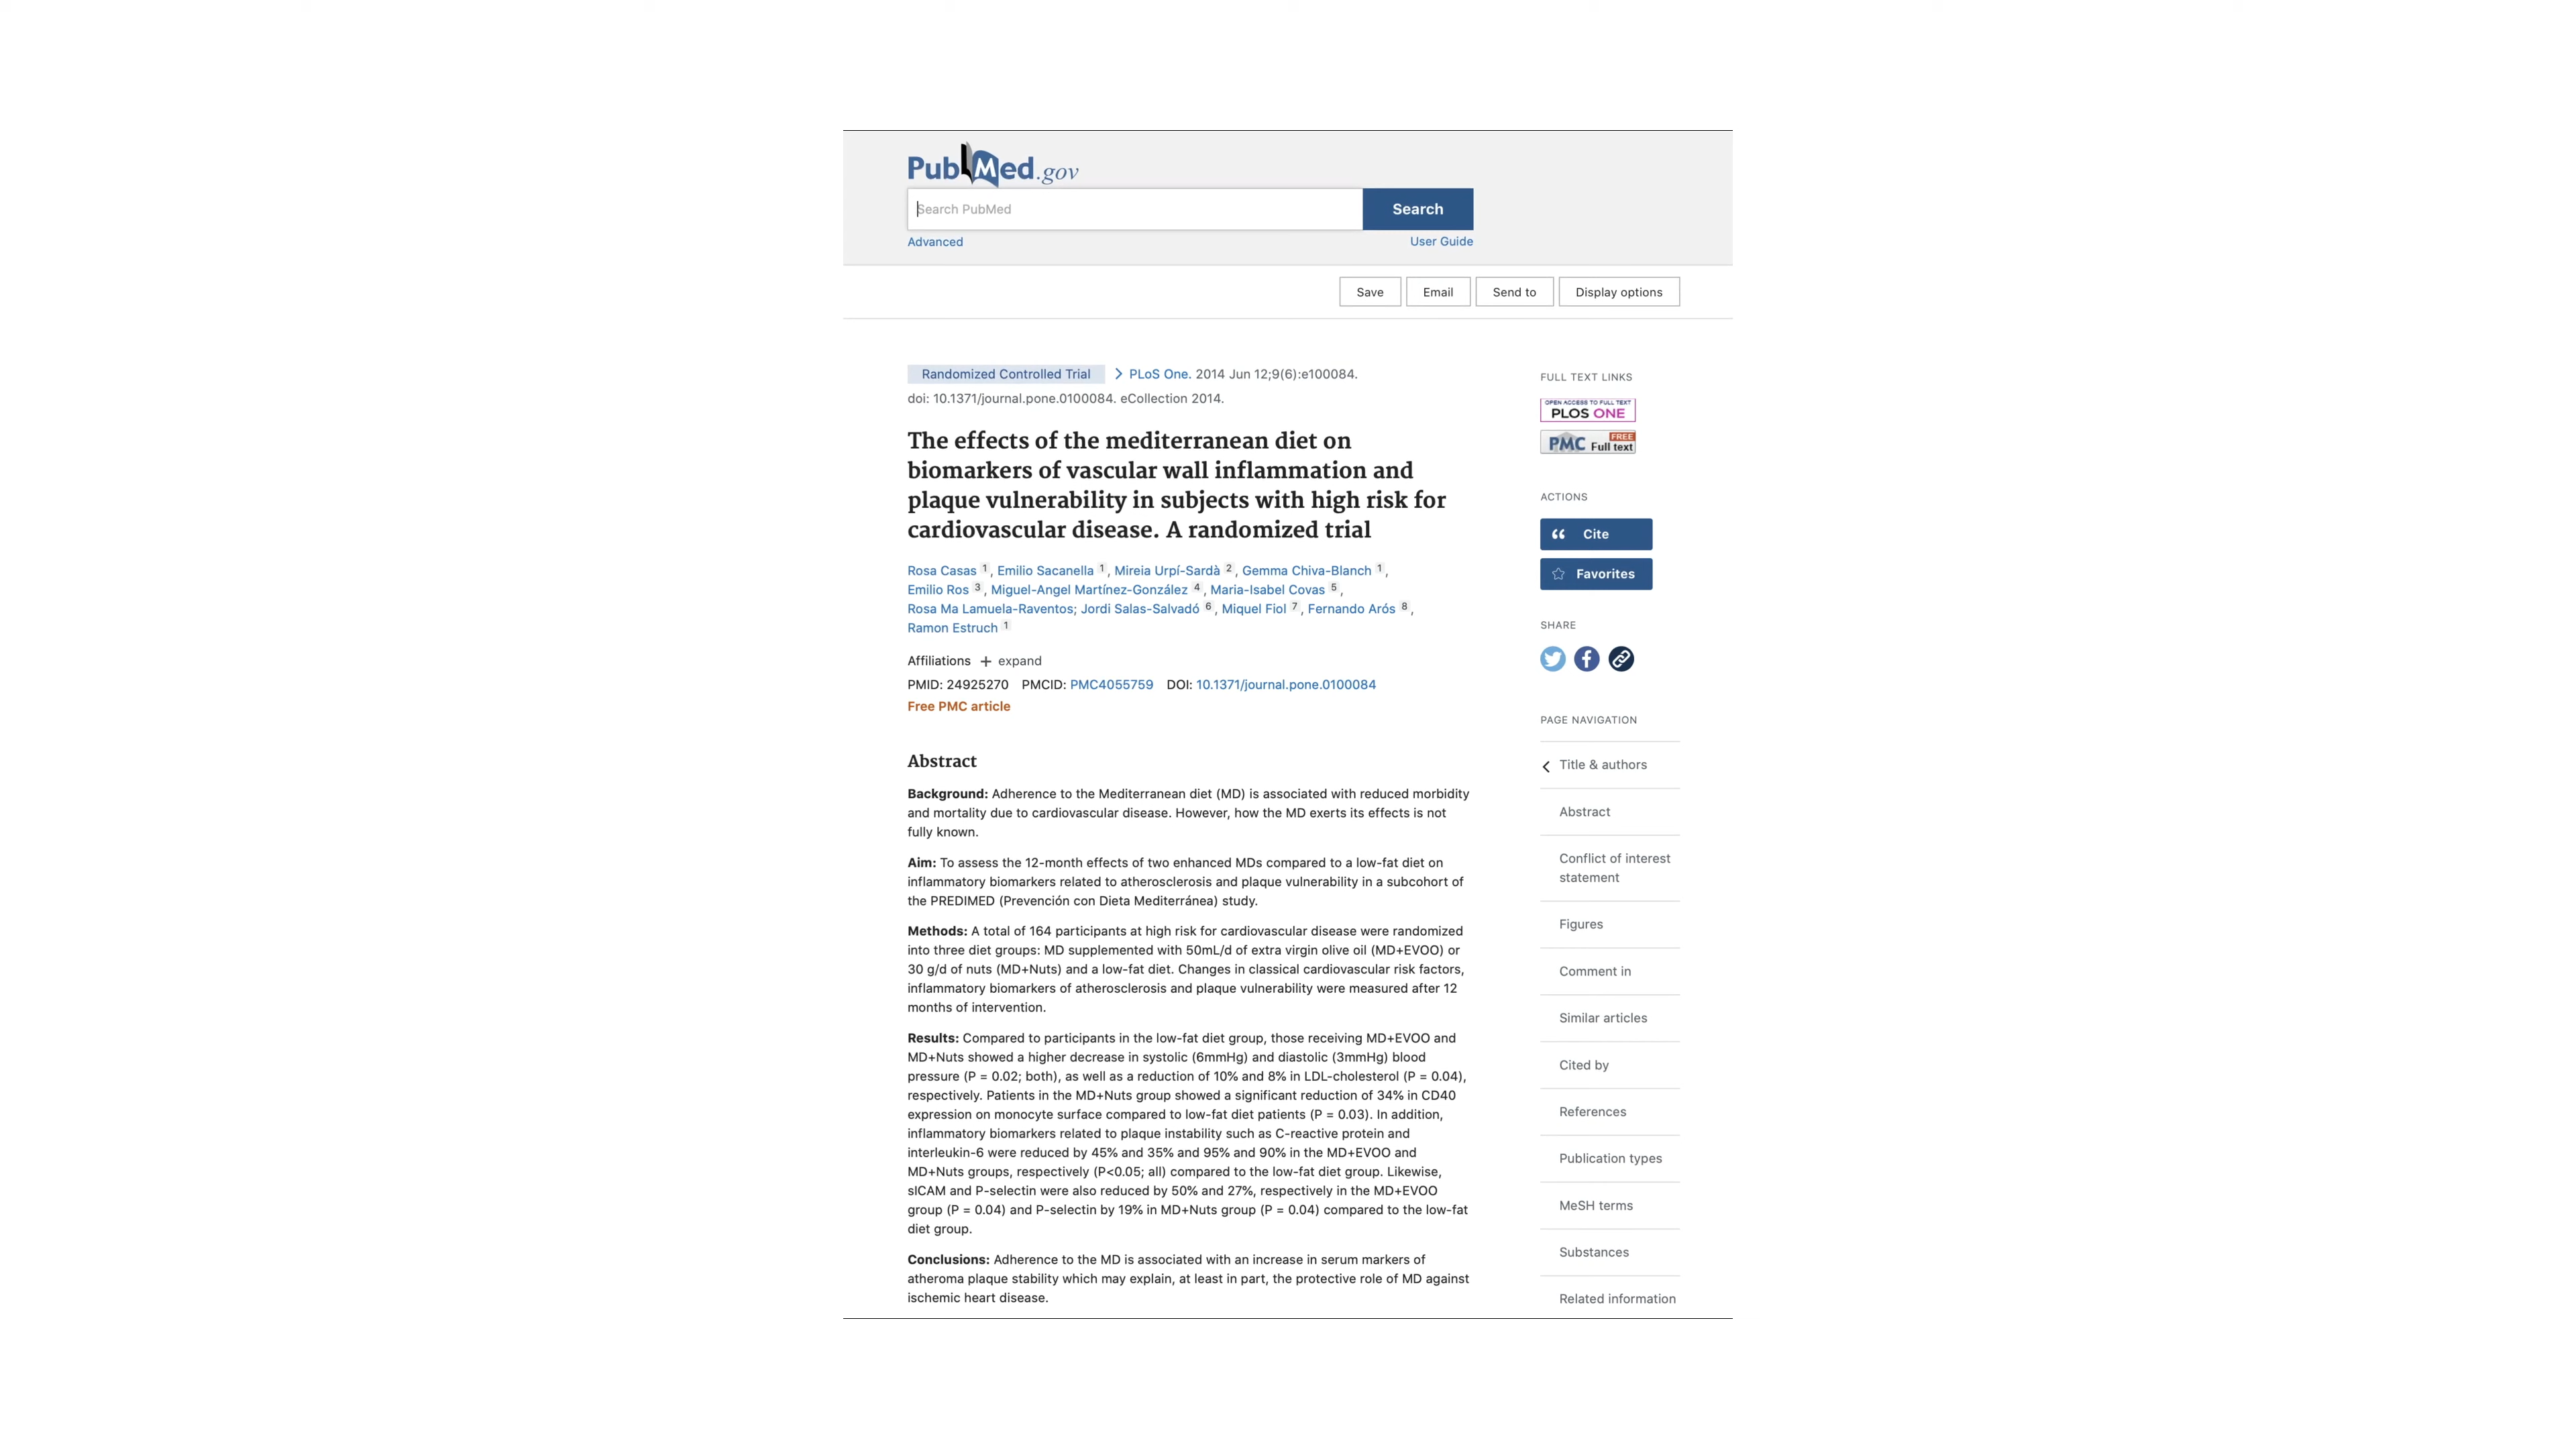 PubMed.gov
Search PubMed
Search
Advanced
User Guide
Save
Email
Send to
Display options
Randomized Controlled Trial > PLoS One. 2014 Jun 12;9(6):e100084.
doi: 10.1371/journal.pone.0100084. eCollection 2014.
The effects of the mediterranean diet on
biomarkers of vascular wall inflammation and
plaque vulnerability in subjects with high risk for
cardiovascular disease. A randomized trial
Rosa Casas 1, Emilio Sacanella 1, Mireia Urpí-Sardà 2, Gemma Chiva-Blanch 1,
Emilio Ros 3, Miguel-Angel Martínez-González 4, Maria-Isabel Covas 5,
Rosa Ma Lamuela-Raventos; Jordi Salas-Salvadó 6, Miquel Fiol 7, Fernando Arós 8,
Ramon Estruch 1
Affiliations + expand
PMID: 24925270 PMCID: PMC4055759 DOI: 10.1371/journal.pone.0100084
Free PMC article
Abstract
Background: Adherence to the Mediterranean diet (MD) is associated with reduced morbidity
and mortality due to cardiovascular disease. However, how the MD exerts its effects is not
fully known.
Aim: To assess the 12-month effects of two enhanced MDs compared to a low-fat diet on
inflammatory biomarkers related to atherosclerosis and plaque vulnerability in a subcohort of
the PREDIMED (Prevención con Dieta Mediterránea) study.
Methods: A total of 164 participants at high risk for cardiovascular disease were randomized
into three diet groups: MD supplemented with 50mL/d of extra virgin olive oil (MD+EVOO) or
30 g/d of nuts (MD+Nuts) and a low-fat diet. Changes in classical cardiovascular risk factors,
inflammatory biomarkers of atherosclerosis and plaque vulnerability were measured after 12
months of intervention.
Results: Compared to participants in the low-fat diet group, those receiving MD+EVOO and
MD+Nuts showed a higher decrease in systolic (6mmHg) and diastolic (3mmHg) blood
pressure (P = 0.02; both), as well as a reduction of 10% and 8% in LDL-cholesterol (P = 0.04),
respectively. Patients in the MD+Nuts group showed a significant reduction of 34% in CD40
expression on monocyte surface compared to low-fat diet patients (P = 0.03). In addition,
inflammatory biomarkers related to plaque instability such as C-reactive protein and
interleukin-6 were reduced by 45% and 35% and 95% and 90% in the MD+EVOO and
MD+Nuts groups, respectively (P<0.05; all) compared to the low-fat diet group. Likewise,
sICAM and P-selectin were also reduced by 50% and 27%, respectively in the MD+EVOO
group (P = 0.04) and P-selectin by 19% in MD+Nuts group (P = 0.04) compared to the low-fat
diet group.
Conclusions: Adherence to the MD is associated with an increase in serum markers of
atheroma plaque stability which may explain, at least in part, the protective role of MD against
ischemic heart disease.
FULL TEXT LINKS
OPEN ACCESS TO FULL TEXT
PLOS ONE
FREE
PMC Full text
ACTIONS
Cite
Favorites
SHARE
PAGE NAVIGATION
Title & authors
Abstract
Conflict of interest
statement
Figures
Comment in
Similar articles
Cited by
References
Publication types
MeSH terms
Substances
Related information